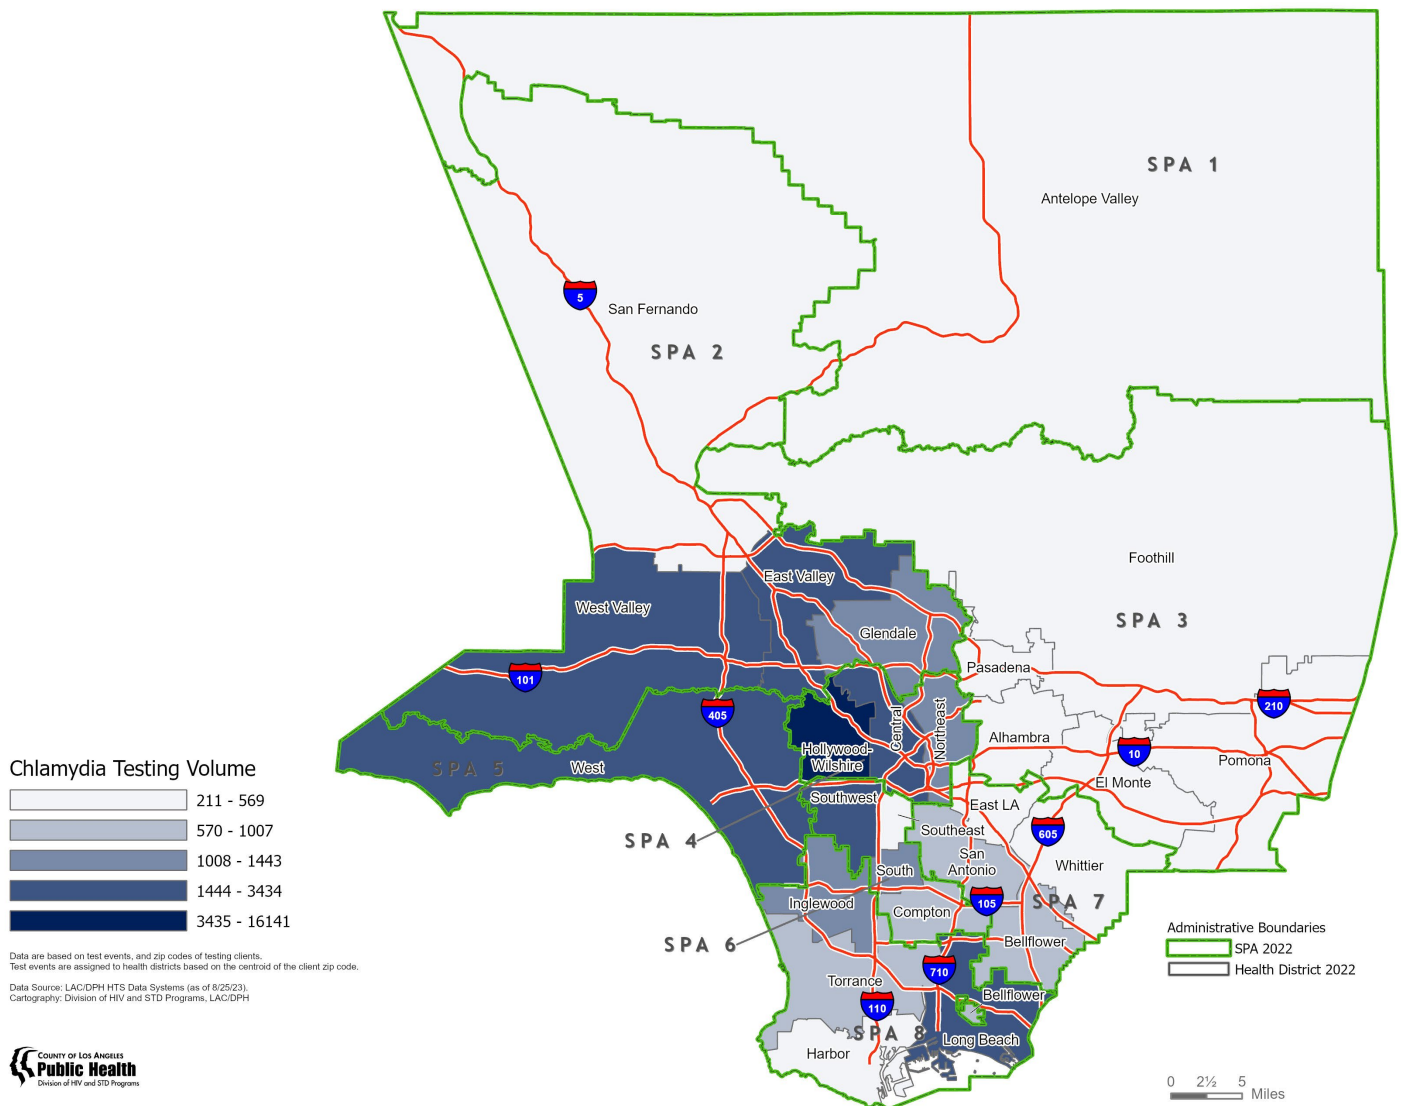 SPA 1
Antelope Valley
5
San Fernando
SPA 2
Foothill
SPA 3
East Valley
West Valley
Glendale
Pasadena
101
405
210
Central
Northeast
Alhambra
10
Hollywood-
Wilshire
Pomona
SPA 5
West
El Monte
Southwest
East LA
605
Southeast
SPA 4
San
Antonio
Whittier
South
105
SPA 7
Inglewood
Compton
SPA 6
Bellflower
710
Torrance
Bellflower
110
SPA 8
Long Beach
Harbor
Chlamydia Testing Volume
211 - 569
570 - 1007
1008 - 1443
1444 - 3434
3435 - 16141
Data are based on test events, and zip codes of testing clients.
Test events are assigned to health districts based on the centroid of the client zip code.
Data Source: LAC/DPH HTS Data Systems (as of 8/25/23).
Cartography: Division of HIV and STD Programs, LAC/DPH
County of Los Angeles
Public Health
Division of HIV and STD Programs
Administrative Boundaries
SPA 2022
Health District 2022
0 2½ 5
Miles